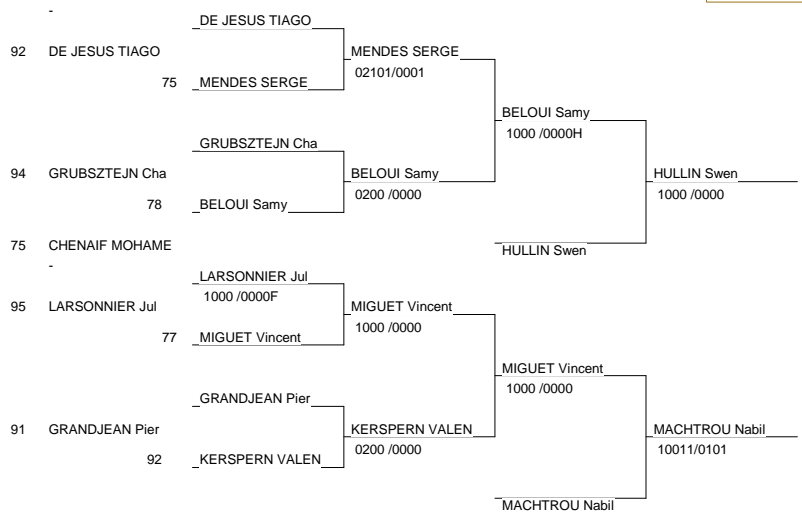 -
DE JESUS TIAGO
92 DE JESUS TIAGO
MENDES SERGE
02101/0001
75 MENDES SERGE
BELOUI Samy
1000 /0000H
GRUBSZTEJN Cha
94 GRUBSZTEJN Cha
BELOUI Samy
0200 /0000
HULLIN Swen
1000 /0000
78 BELOUI Samy
75 CHENAIF MOHAME
HULLIN Swen
-
LARSONNIER Jul
1000 /0000F
95 LARSONNIER Jul
MIGUET Vincent
1000 /0000
77 MIGUET Vincent
MIGUET Vincent
1000 /0000
GRANDJEAN Pier
91 GRANDJEAN Pier
KERSPERN VALEN
0200 /0000
MACHTROU Nabil
10011/0101
92 KERSPERN VALEN
MACHTROU Nabil